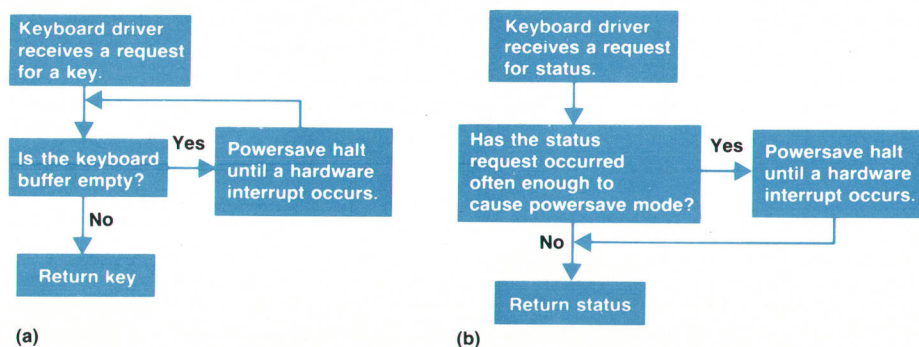 Keyboard driver
receives a request
for a key.
Is the keyboard
buffer empty?
Yes
Powersave halt
until a hardware
interrupt occurs.
No
Return key
(a)
Keyboard driver
receives a request
for status.
Has the status
request occurred
often enough to
cause powersave mode?
Yes
Powersave halt
until a hardware
interrupt occurs.
No
Return status
(b)